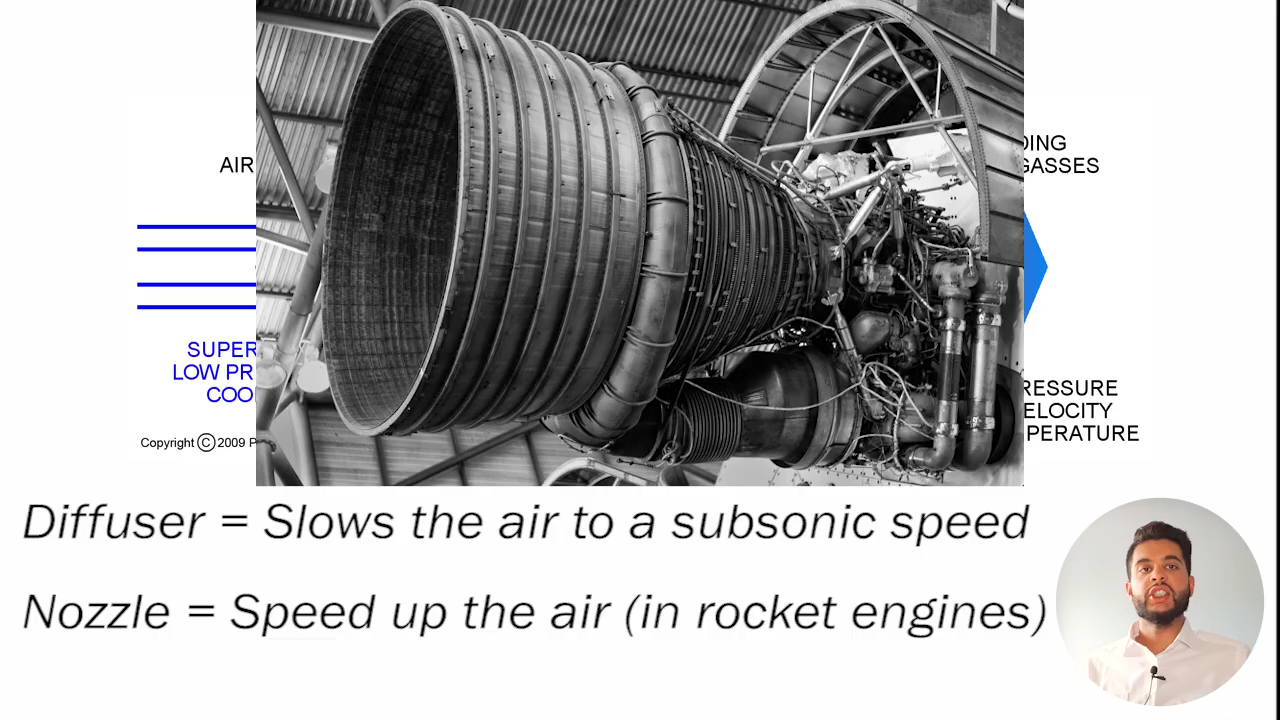 AIR
DING
GASSES
SUPER
LOW PR
COO
RESSURE
ELOCITY
PERATURE
Copyright © 2009 P
Diffuser = Slows the air to a subsonic speed
Nozzle = Speed up the air (in rocket engines)